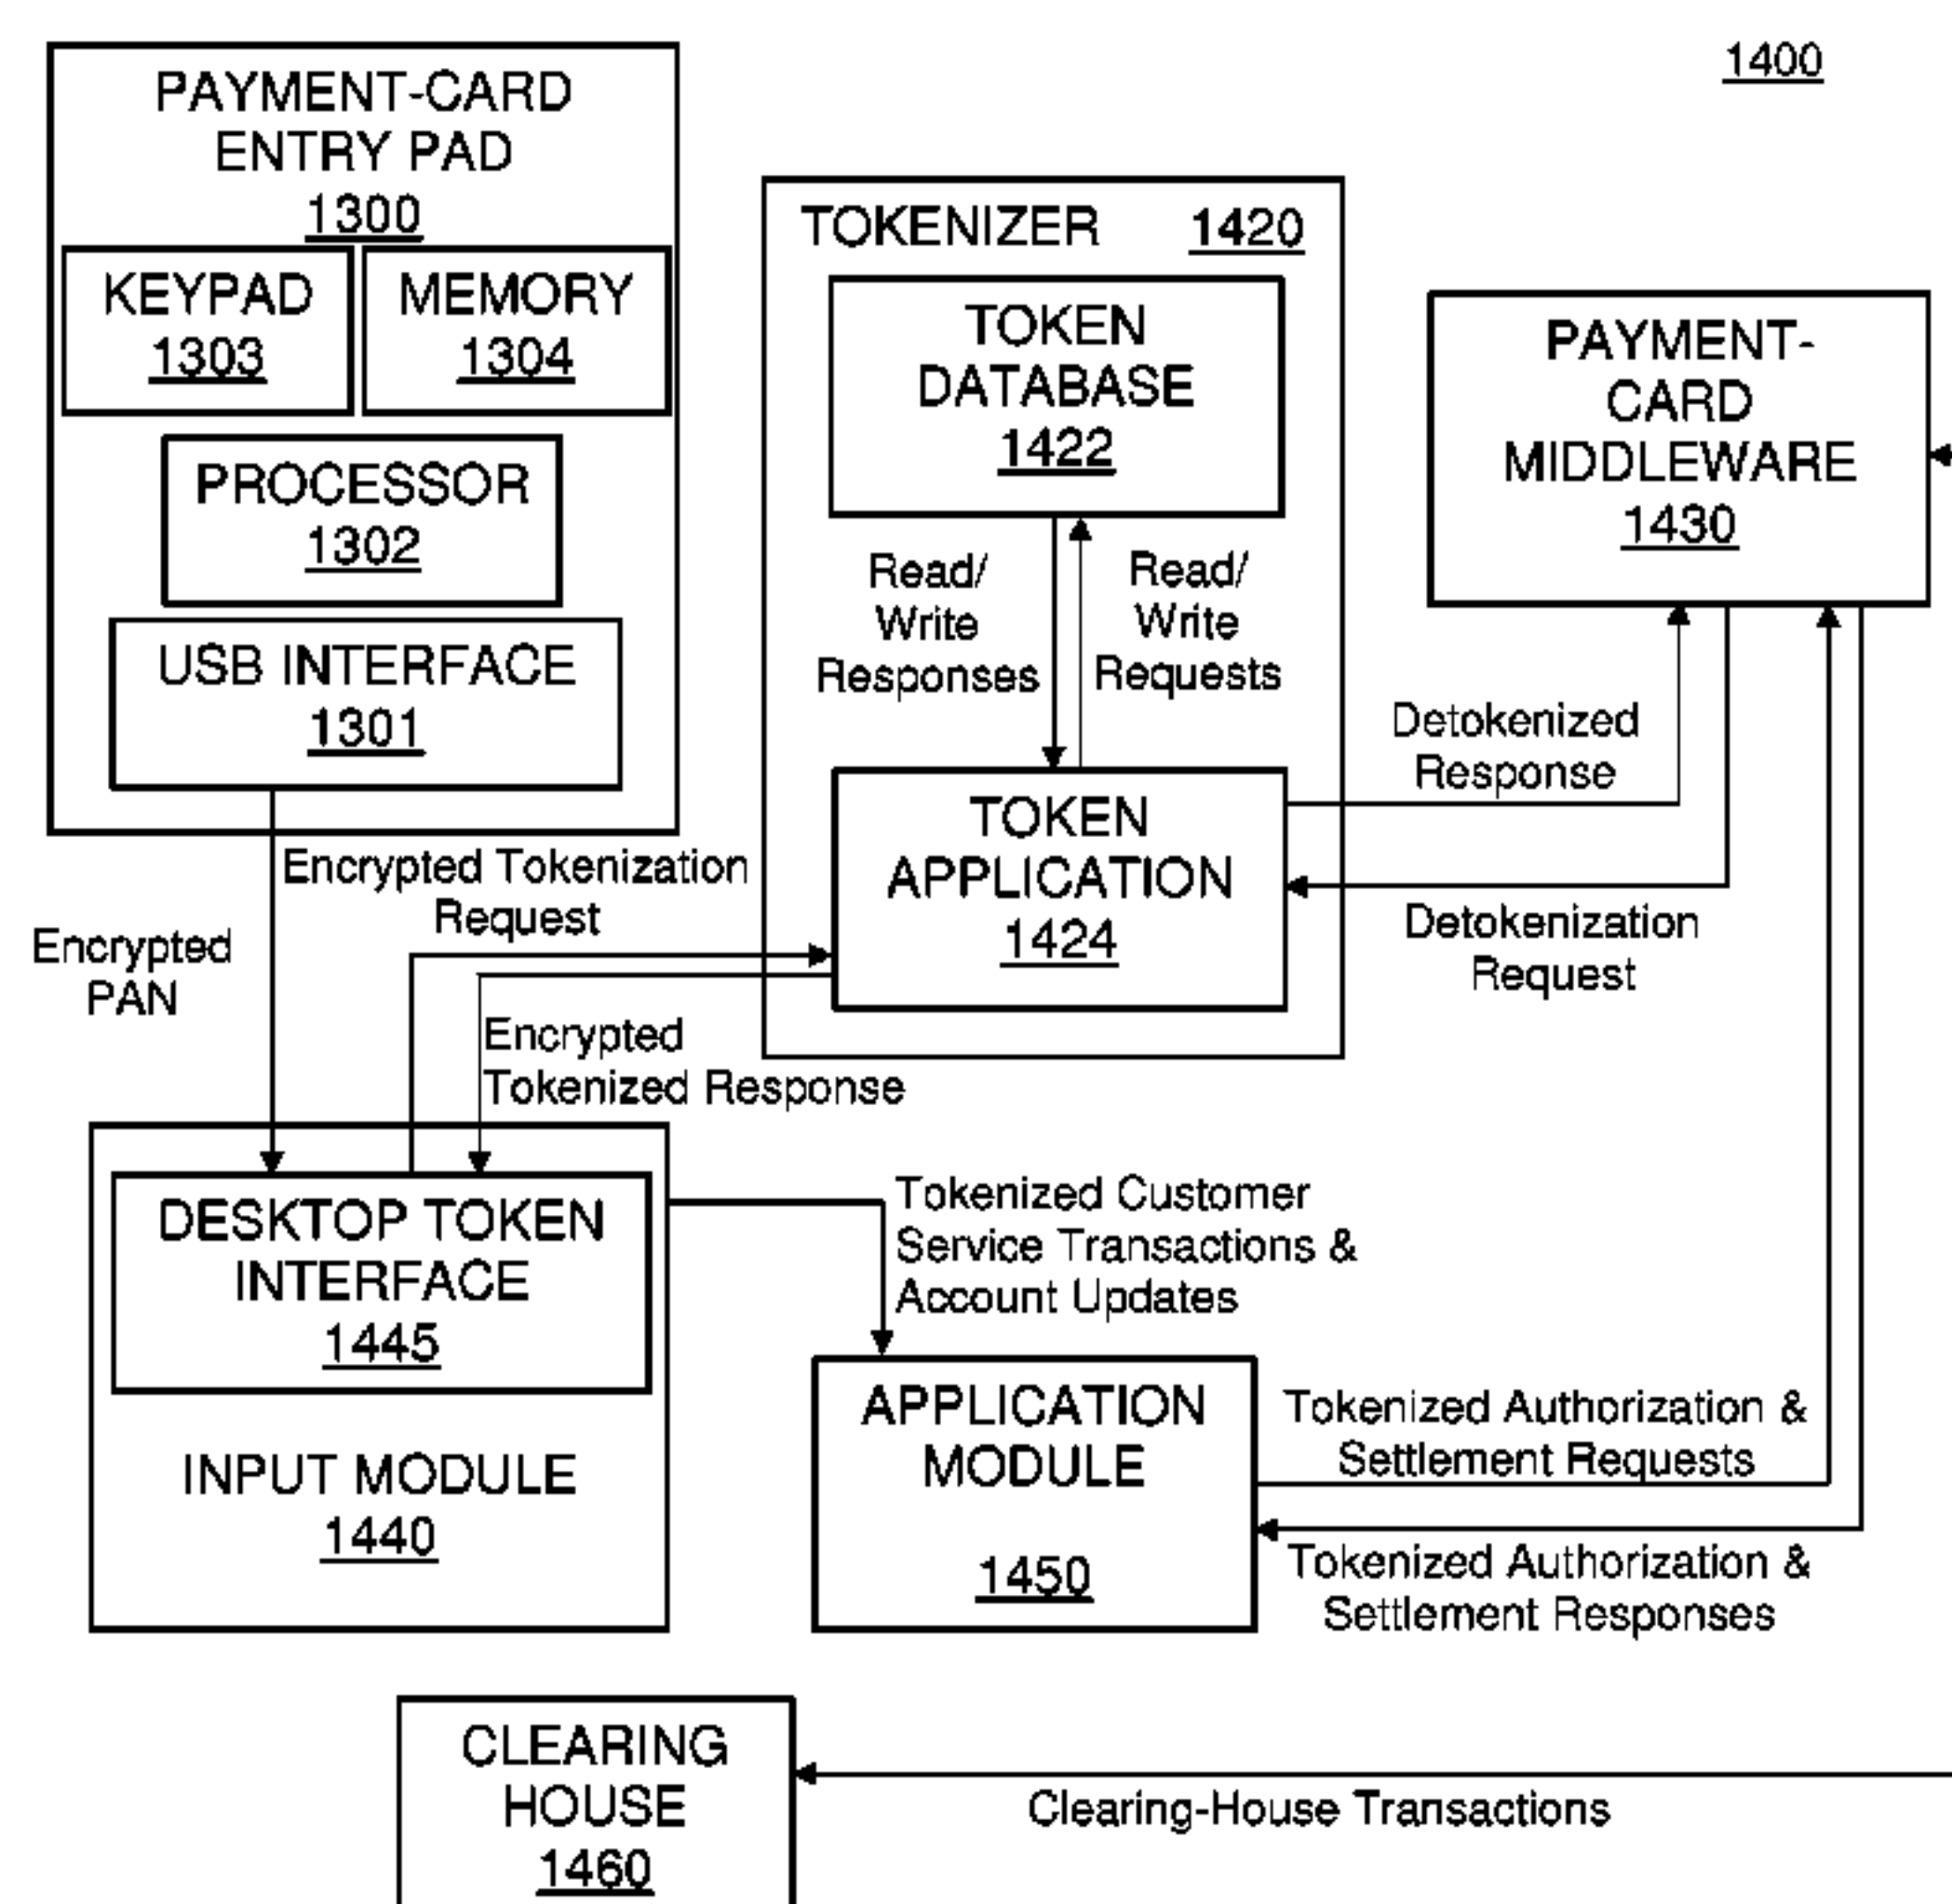 1400
PAYMENT-CARD
ENTRY PAD
1300
KEYPAD
1303
MEMORY
1304
PROCESSOR
1302
USB INTERFACE
1301
TOKENIZER 1420
TOKEN
DATABASE
1422
Read/
Write
Responses
Read/
Write
Requests
TOKEN
APPLICATION
1424
PAYMENT-
CARD
MIDDLEWARE
1430
Detokenized
Response
Detokenization
Request
Encrypted Tokenization
Request
Encrypted
PAN
Encrypted
Tokenized Response
DESKTOP TOKEN
INTERFACE
1445
INPUT MODULE
1440
Tokenized Customer
Service Transactions &
Account Updates
APPLICATION
MODULE
1450
Tokenized Authorization &
Settlement Requests
Tokenized Authorization &
Settlement Responses
CLEARING
HOUSE
1460
Clearing-House Transactions